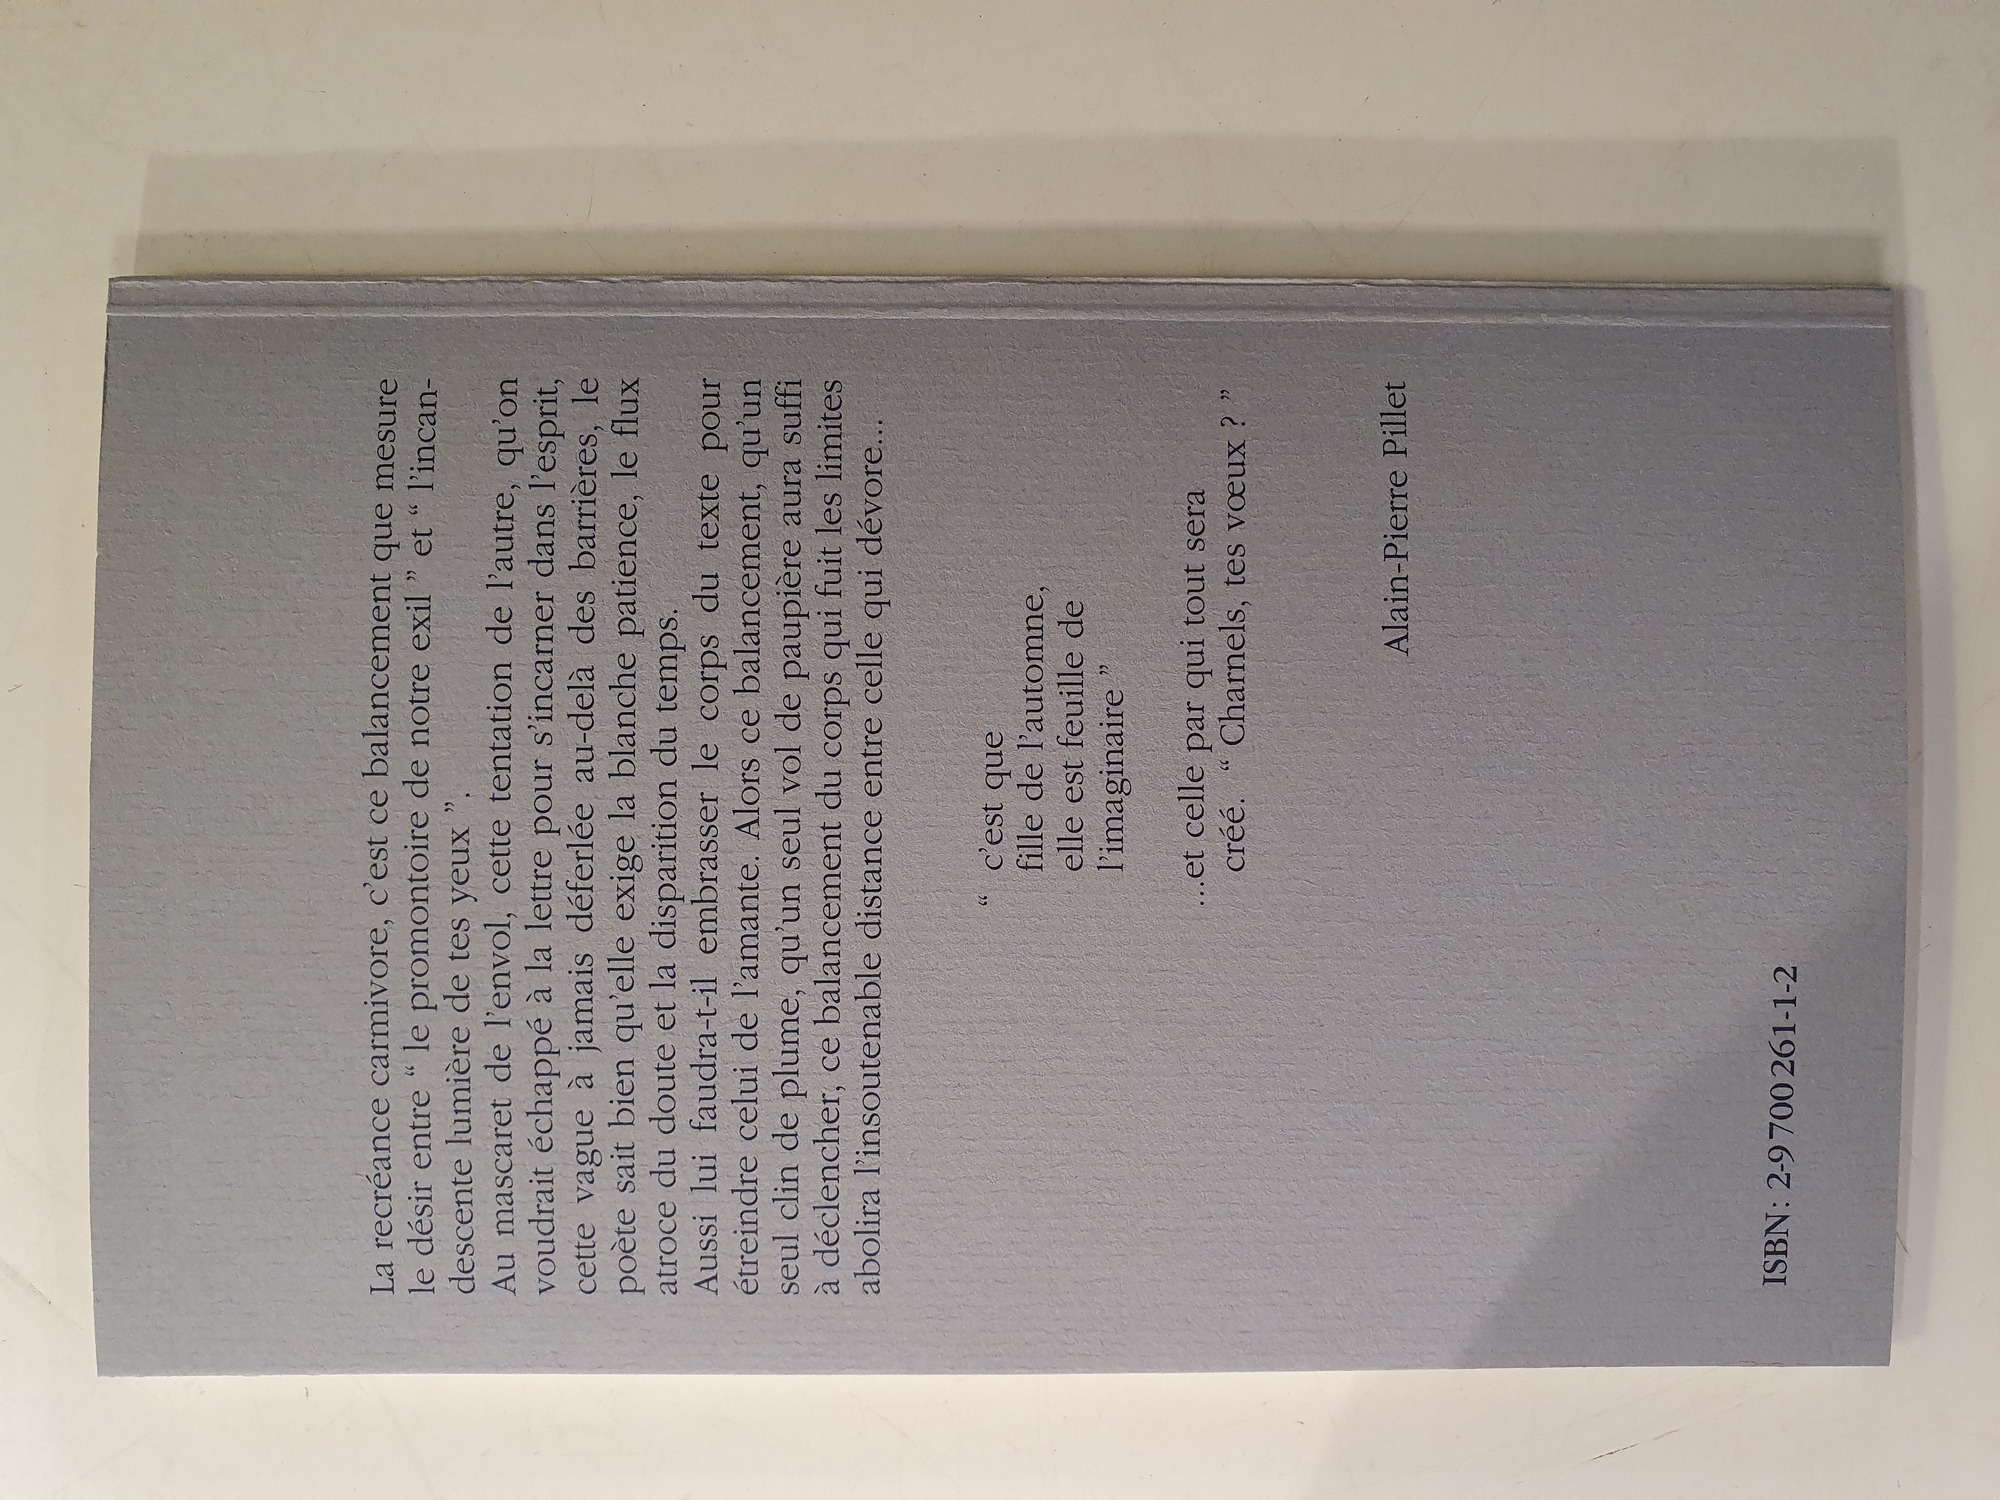 La recréance carnivore, c'est ce balancement que mesure
le désir entre “ le promontoire de notre exil ” et “ l'incan-
descente lumière de tes yeux ”.
Au mascaret de l'envol, cette tentation de l'autre, qu'on
voudrait échappé à la lettre pour s'incarner dans l'esprit,
cette vague à jamais déferlée au-delà des barrières, le
poète sait bien qu'elle exige la blanche patience, le flux
atroce du doute et la disparition du temps.
Aussi lui faudra-t-il embrasser le corps du texte pour
étreindre celui de l'amante. Alors ce balancement, qu'un
seul clin de plume, qu'un seul vol de paupière aura suffi
à déclencher, ce balancement du corps qui fuit les limites
abolira l'insoutenable distance entre celle qui dévore...
“ c'est que
fille de l'automne,
elle est feuille de
l'imaginaire ”
...et celle par qui tout sera
créé. “ Charnels, tes vœux ? ”
Alain-Pierre Pillet
ISBN: 2-9700261-1-2